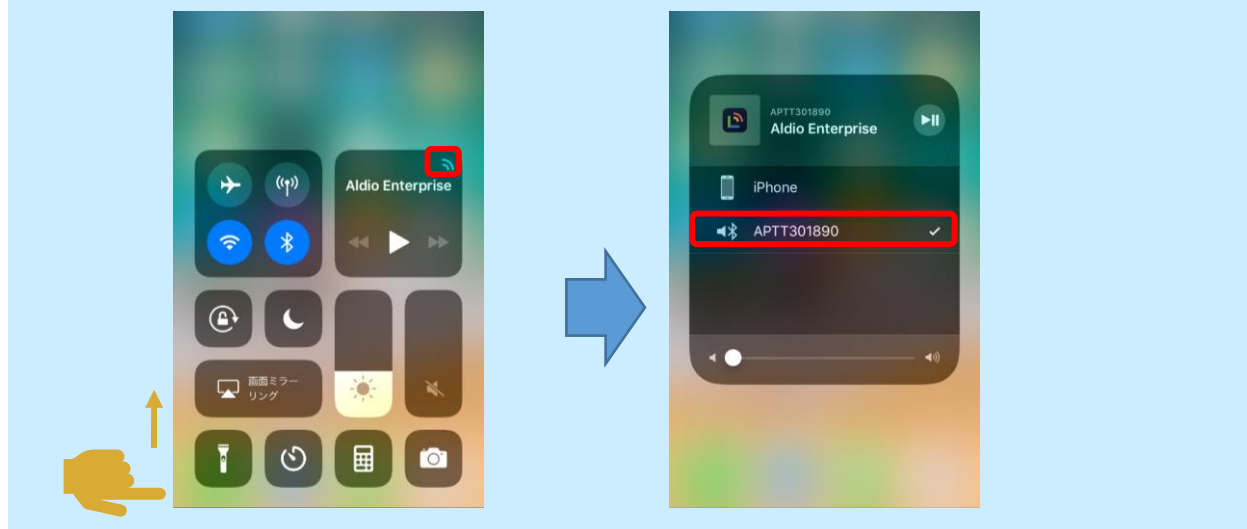 Aldio Enterprise
画面ミラー
リング
APTT301890
Aldio Enterprise
iPhone
APTT301890